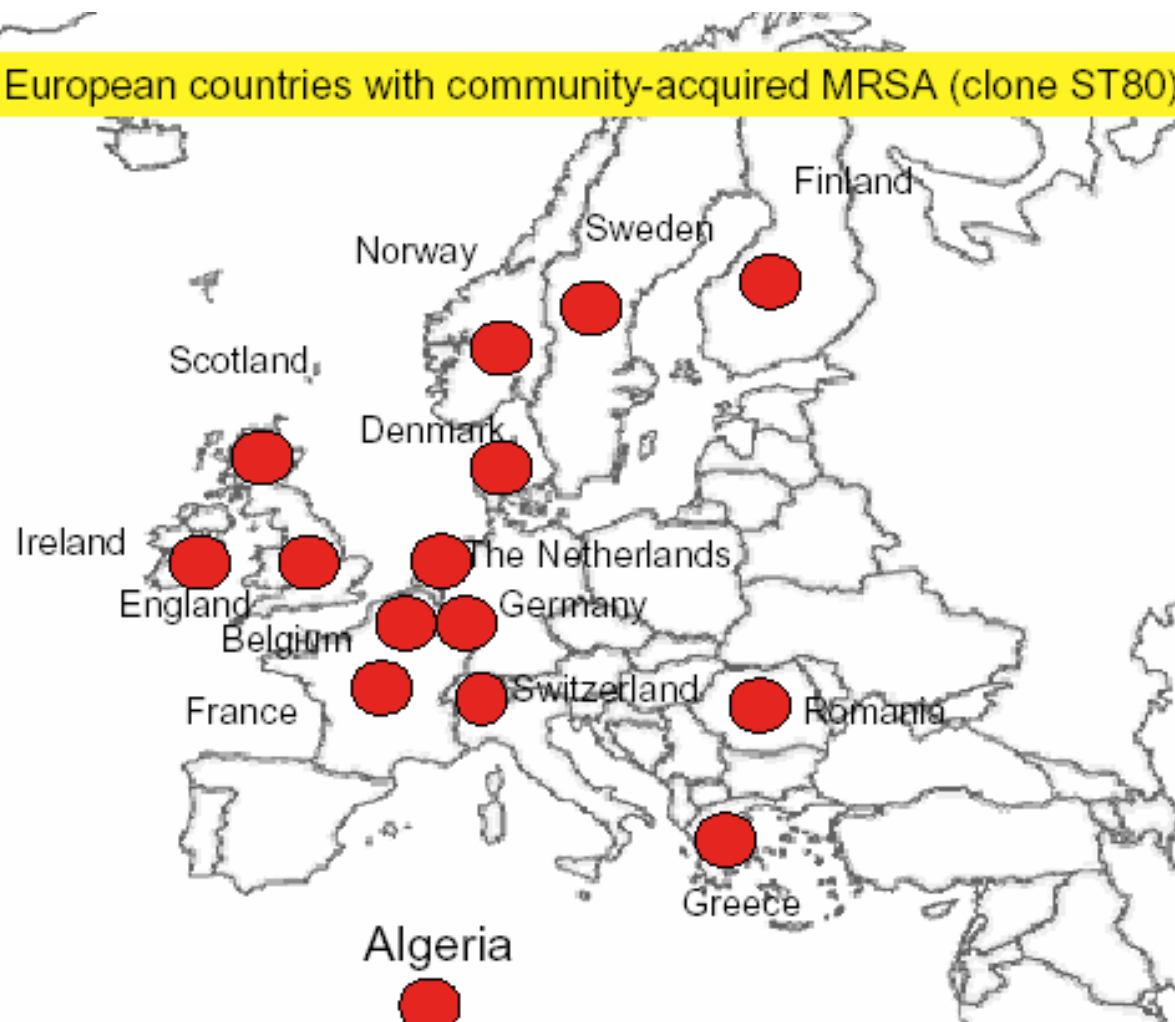 European countries with community-acquired MRSA (clone ST80)
Finland
Sweden
Norway
Scotland
Denmark
Ireland
The Netherlands
England
Germany
Belgium
Switzerland
France
Romania
Greece
Algeria